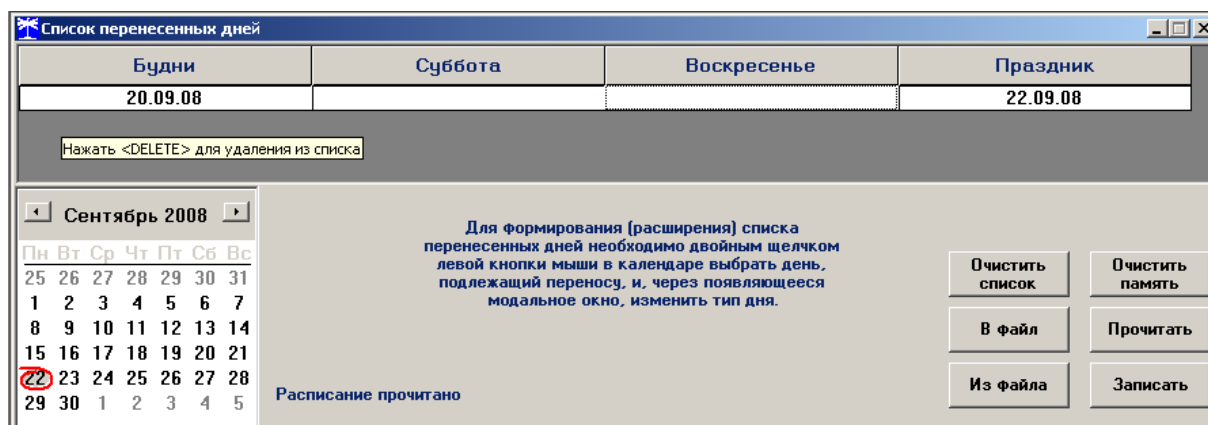 Список перенесенных дней
Будни Суббота Воскресенье Праздник
20.09.08 22.09.08
Нажать <DELETE> для удаления из списка
Сентябрь 2008
Пн Вт Ср Чт Пт Сб Вс
25 26 27 28 29 30 31
1 2 3 4 5 6 7
8 9 10 11 12 13 14
15 16 17 18 19 20 21
22 23 24 25 26 27 28
29 30 1 2 3 4 5
Для формирования (расширения) списка
перенесенных дней необходимо двойным щелчком
левой кнопки мыши в календаре выбрать день,
подлежащий переносу, и, через появляющееся
модальное окно, изменить тип дня.
Расписание прочитано
Очистить
список
Очистить
память
В файл
Прочитать
Из файла
Записать